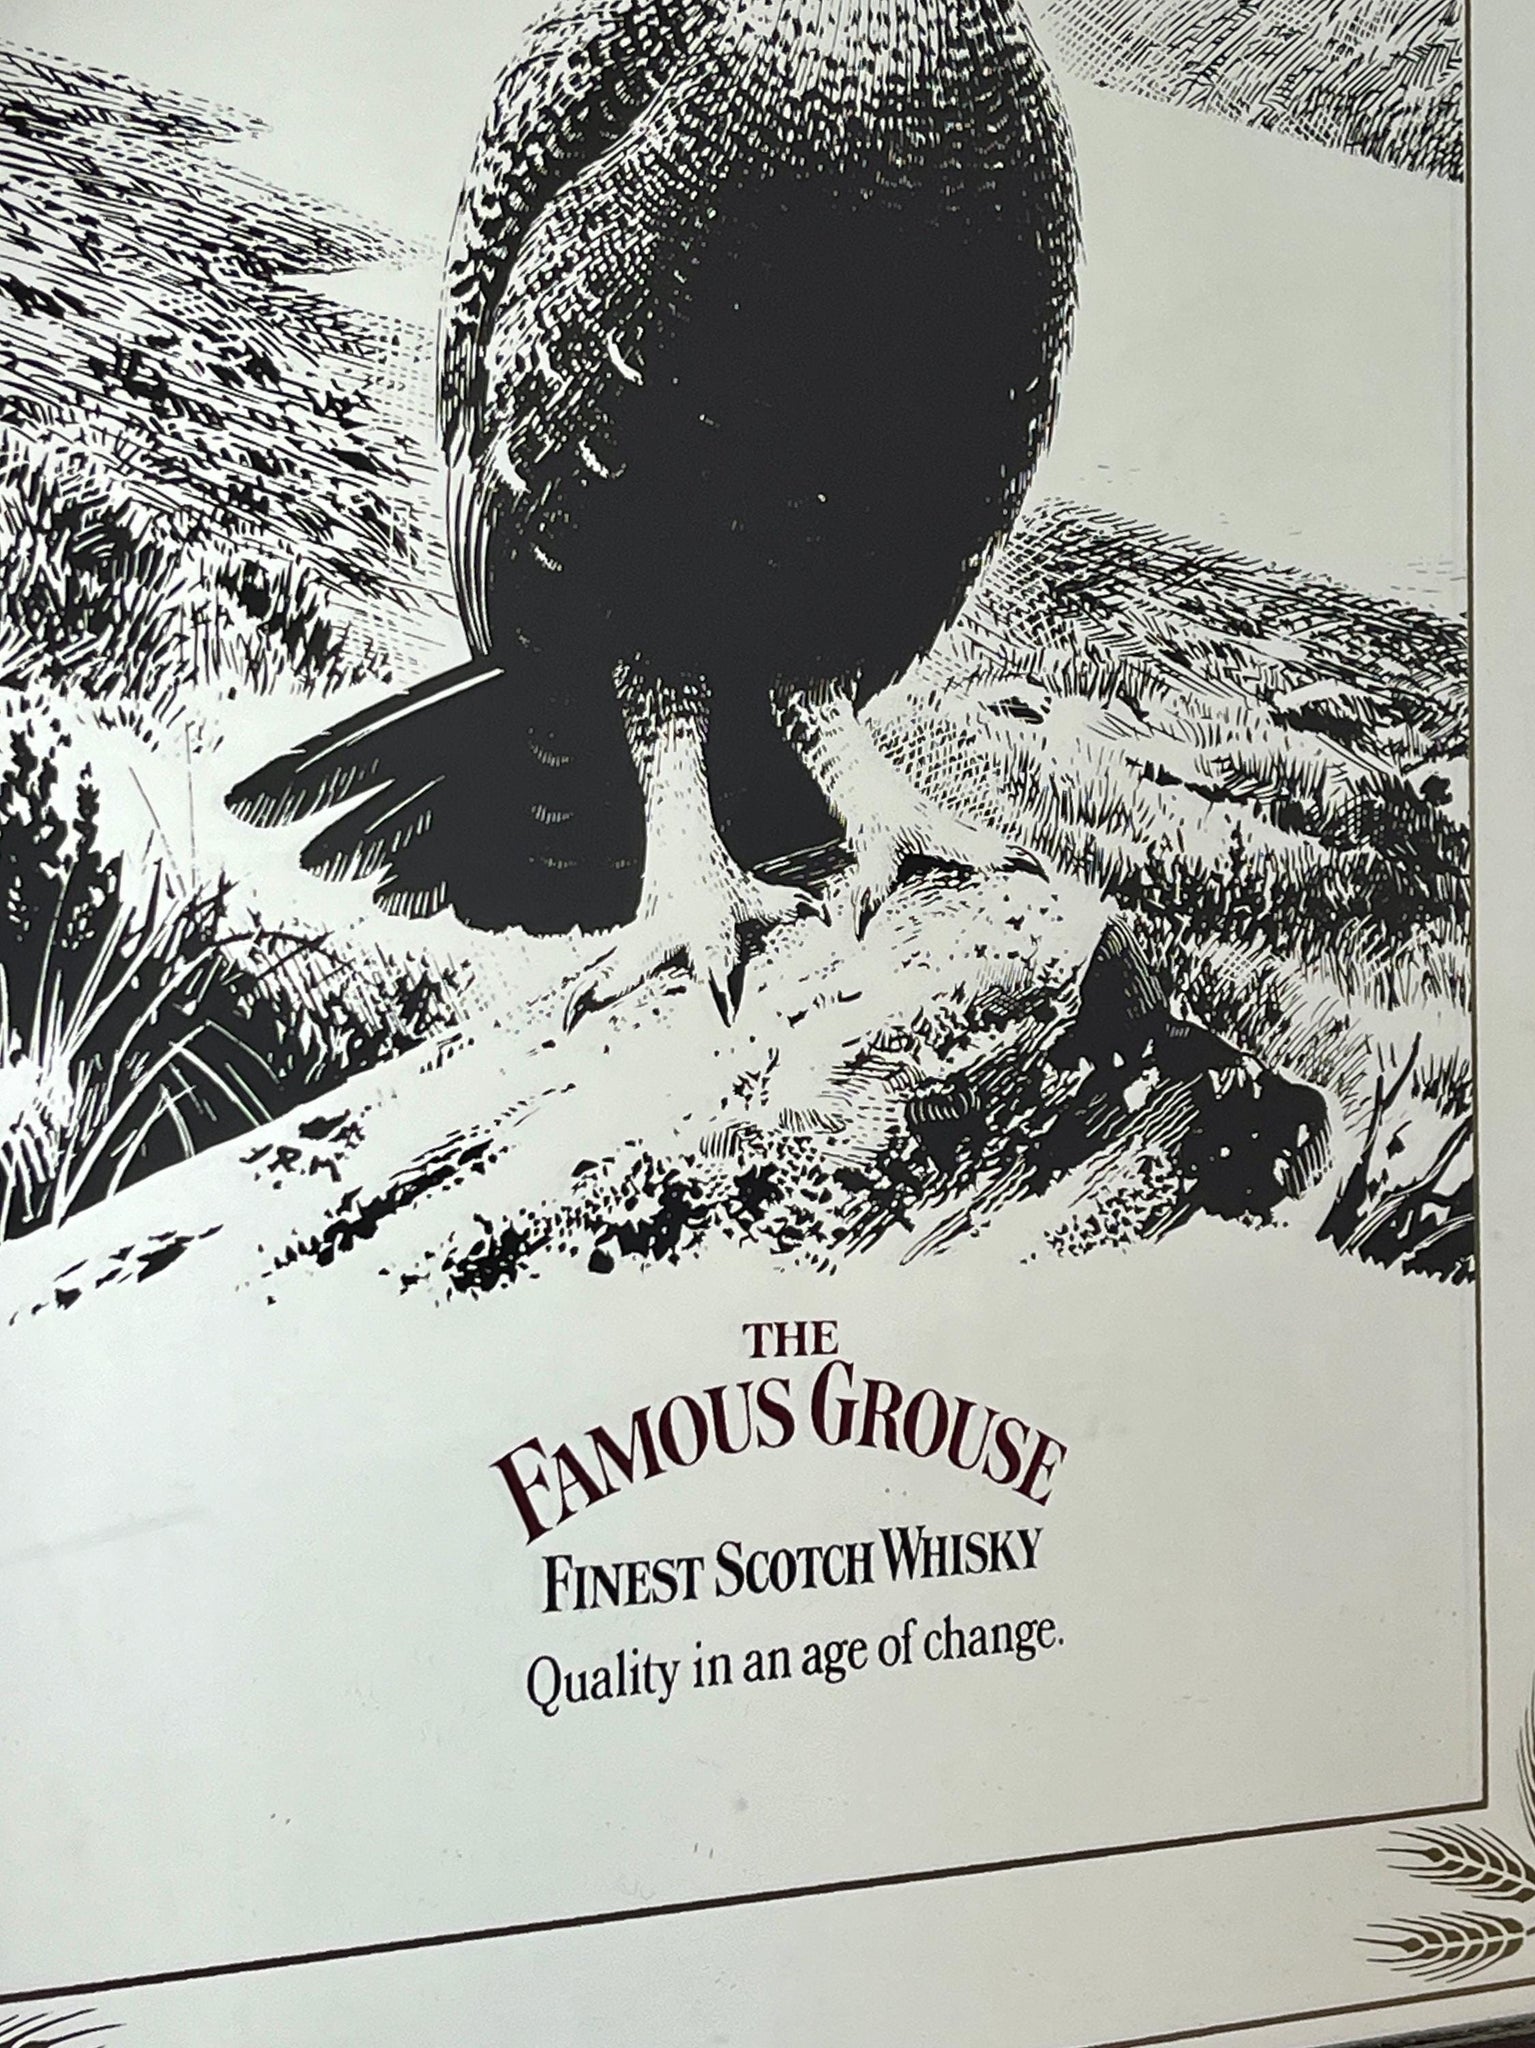 J.R.M
THE
FAMOUS GROUSE
FINEST SCOTCH WHISKY
Quality in an age of change.